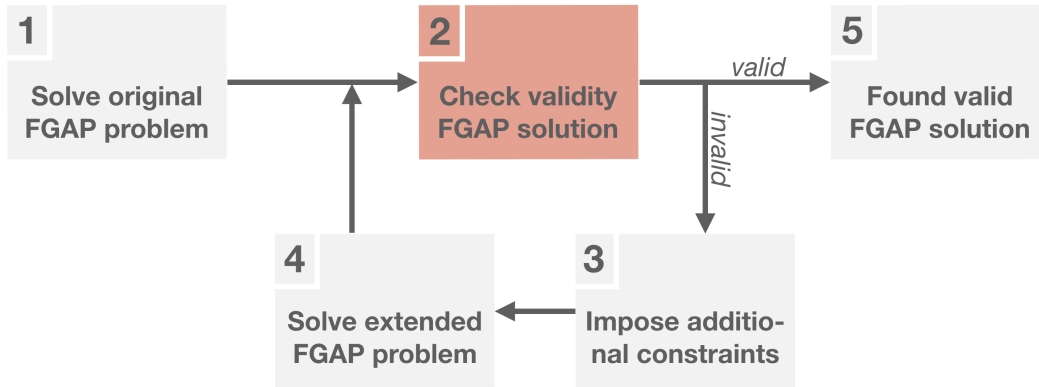 1
Solve original
FGAP problem
2
Check validity
FGAP solution
valid
invalid
5
Found valid
FGAP solution
4
Solve extended
FGAP problem
3
Impose additio-
nal constraints